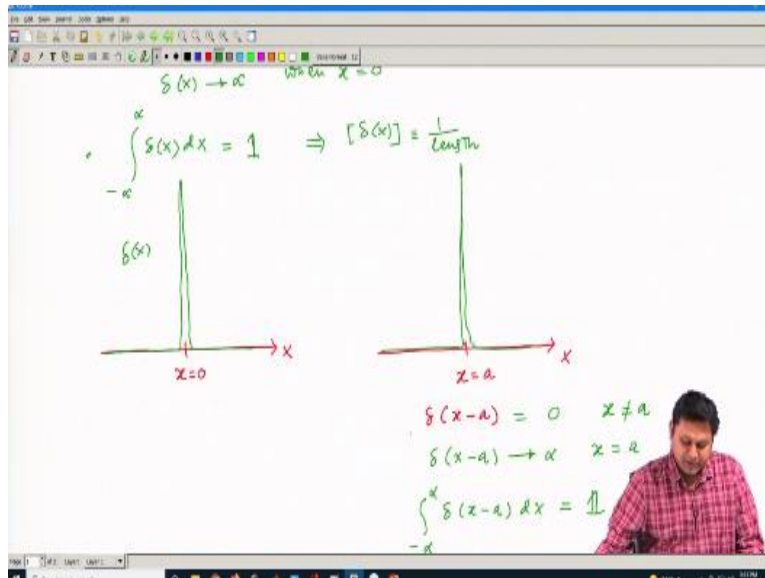 δ(x) → ∝ when x = 0
∫_{-∝}^{∝} δ(x) dx = 1 ⇒ [δ(x)] ≡ 1/Length
δ(x)
x
x=0
x
x=a
δ(x-a) = 0 x ≠ a
δ(x-a) → ∝ x = a
∫_{-∝}^{∝} δ(x-a) dx = 1